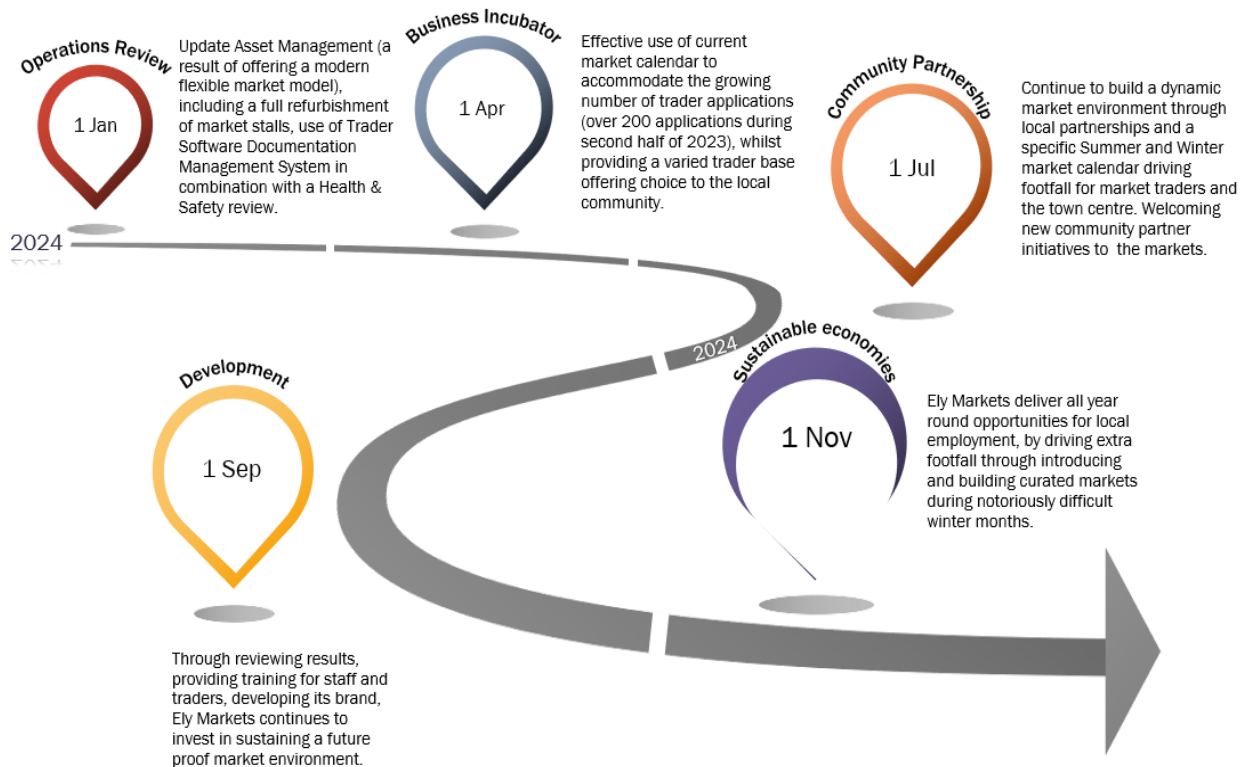 Operations Review
1 Jan
Update Asset Management (a
result of offering a modern
flexible market model),
including a full refurbishment
of market stalls, use of Trader
Software Documentation
Management System in
combination with a Health &
Safety review.
Business Incubator
1 Apr
Effective use of current
market calendar to
accommodate the growing
number of trader applications
(over 200 applications during
second half of 2023), whilst
providing a varied trader base
offering choice to the local
community.
Community Partnership
1 Jul
Continue to build a dynamic
market environment through
local partnerships and a
specific Summer and Winter
market calendar driving
footfall for market traders and
the town centre. Welcoming
new community partner
initiatives to  the markets.
2024
2024
Development
1 Sep
Through reviewing results,
providing training for staff and
traders, developing its brand,
Ely Markets continues to
invest in sustaining a future
proof market environment.
Sustainable economies
1 Nov
Ely Markets deliver all year
round opportunities for local
employment, by driving extra
footfall through introducing
and building curated markets
during notoriously difficult
winter months.